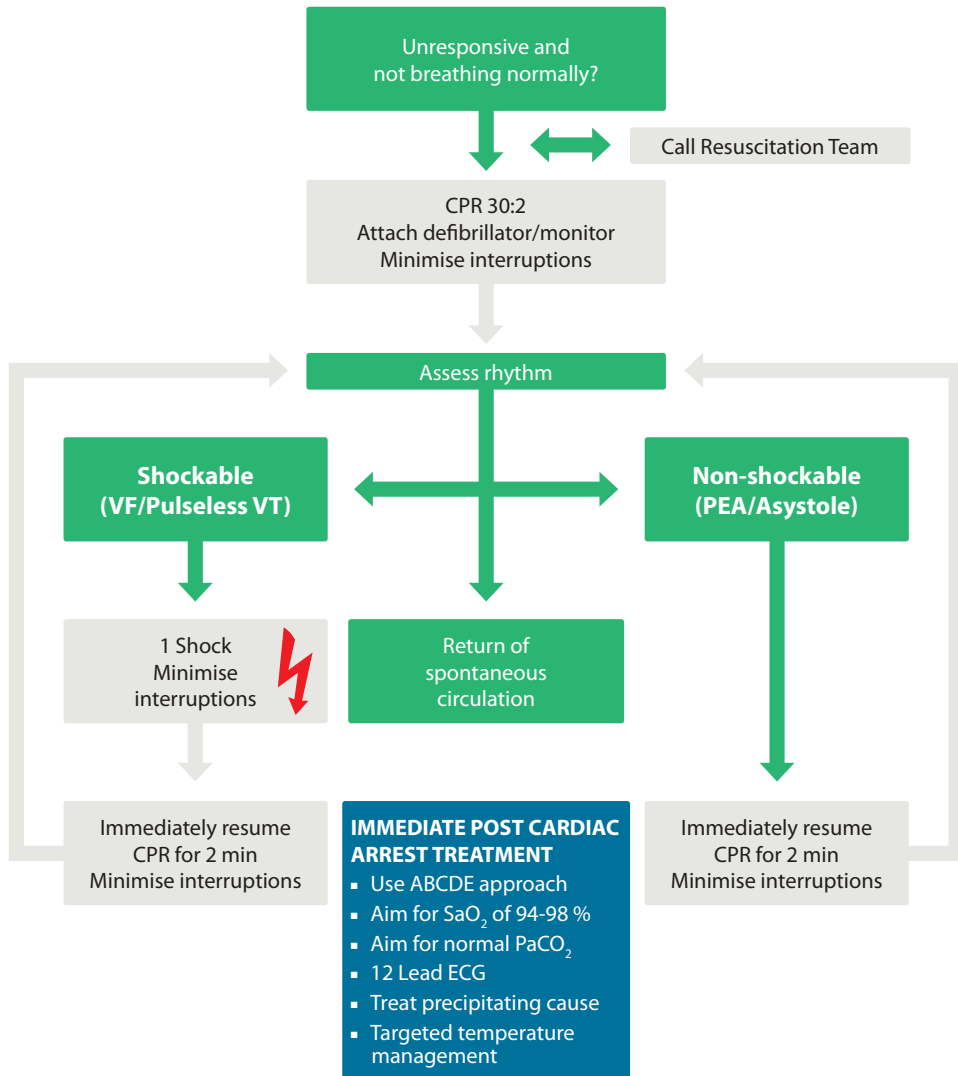 Unresponsive and
not breathing normally?
Call Resuscitation Team
CPR 30:2
Attach defibrillator/monitor
Minimise interruptions
Assess rhythm
Shockable
(VF/Pulseless VT)
Non-shockable
(PEA/Asystole)
1 Shock
Minimise
interruptions
Return of
spontaneous
circulation
Immediately resume
CPR for 2 min
Minimise interruptions
IMMEDIATE POST CARDIAC
ARREST TREATMENT
▪ Use ABCDE approach
▪ Aim for SaO₂ of 94-98 %
▪ Aim for normal PaCO₂
▪ 12 Lead ECG
▪ Treat precipitating cause
▪ Targeted temperature
management
Immediately resume
CPR for 2 min
Minimise interruptions